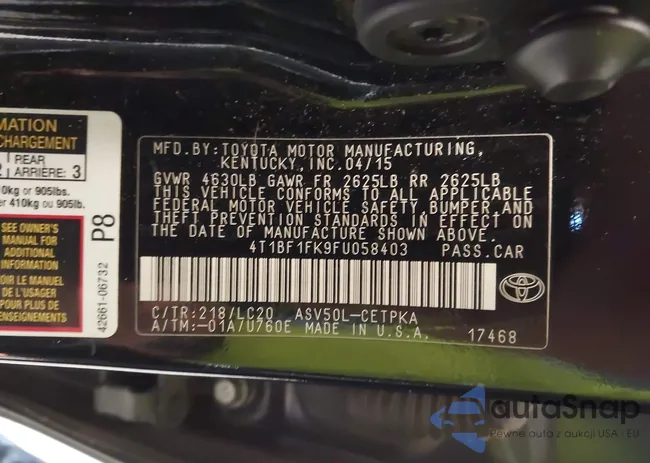 MATION
CHARGEMENT
REAR
ARRIÈRE: 3
0kg or 905lbs.
er 410kg ou 905lb.
SEE OWNER'S
MANUAL FOR
ADDITIONAL
INFORMATION
OIR LE MANUEL
DE L'USAGER
POUR PLUS DE
ENSEIGNEMENTS
P8
42661-06732
MFD.BY:TOYOTA MOTOR MANUFACTURING,
KENTUCKY,INC.04/15
GVWR 4630LB GAWR FR 2625LB RR 2625LB
THIS VEHICLE CONFORMS TO ALL APPLICABLE
FEDERAL MOTOR VEHICLE SAFETY,BUMPER AND
THEFT PREVENTION STANDARDS IN EFFECT ON
THE DATE OF MANUFACTURE SHOWN ABOVE.
4T1BF1FK9FU058403 PASS.CAR
C/TR:218/LC20 ASV50L-CETPKA
A/TM:-01A/U760E MADE IN U.S.A. 17468
autaSnap
Pewne auta z aukcji USA i EU